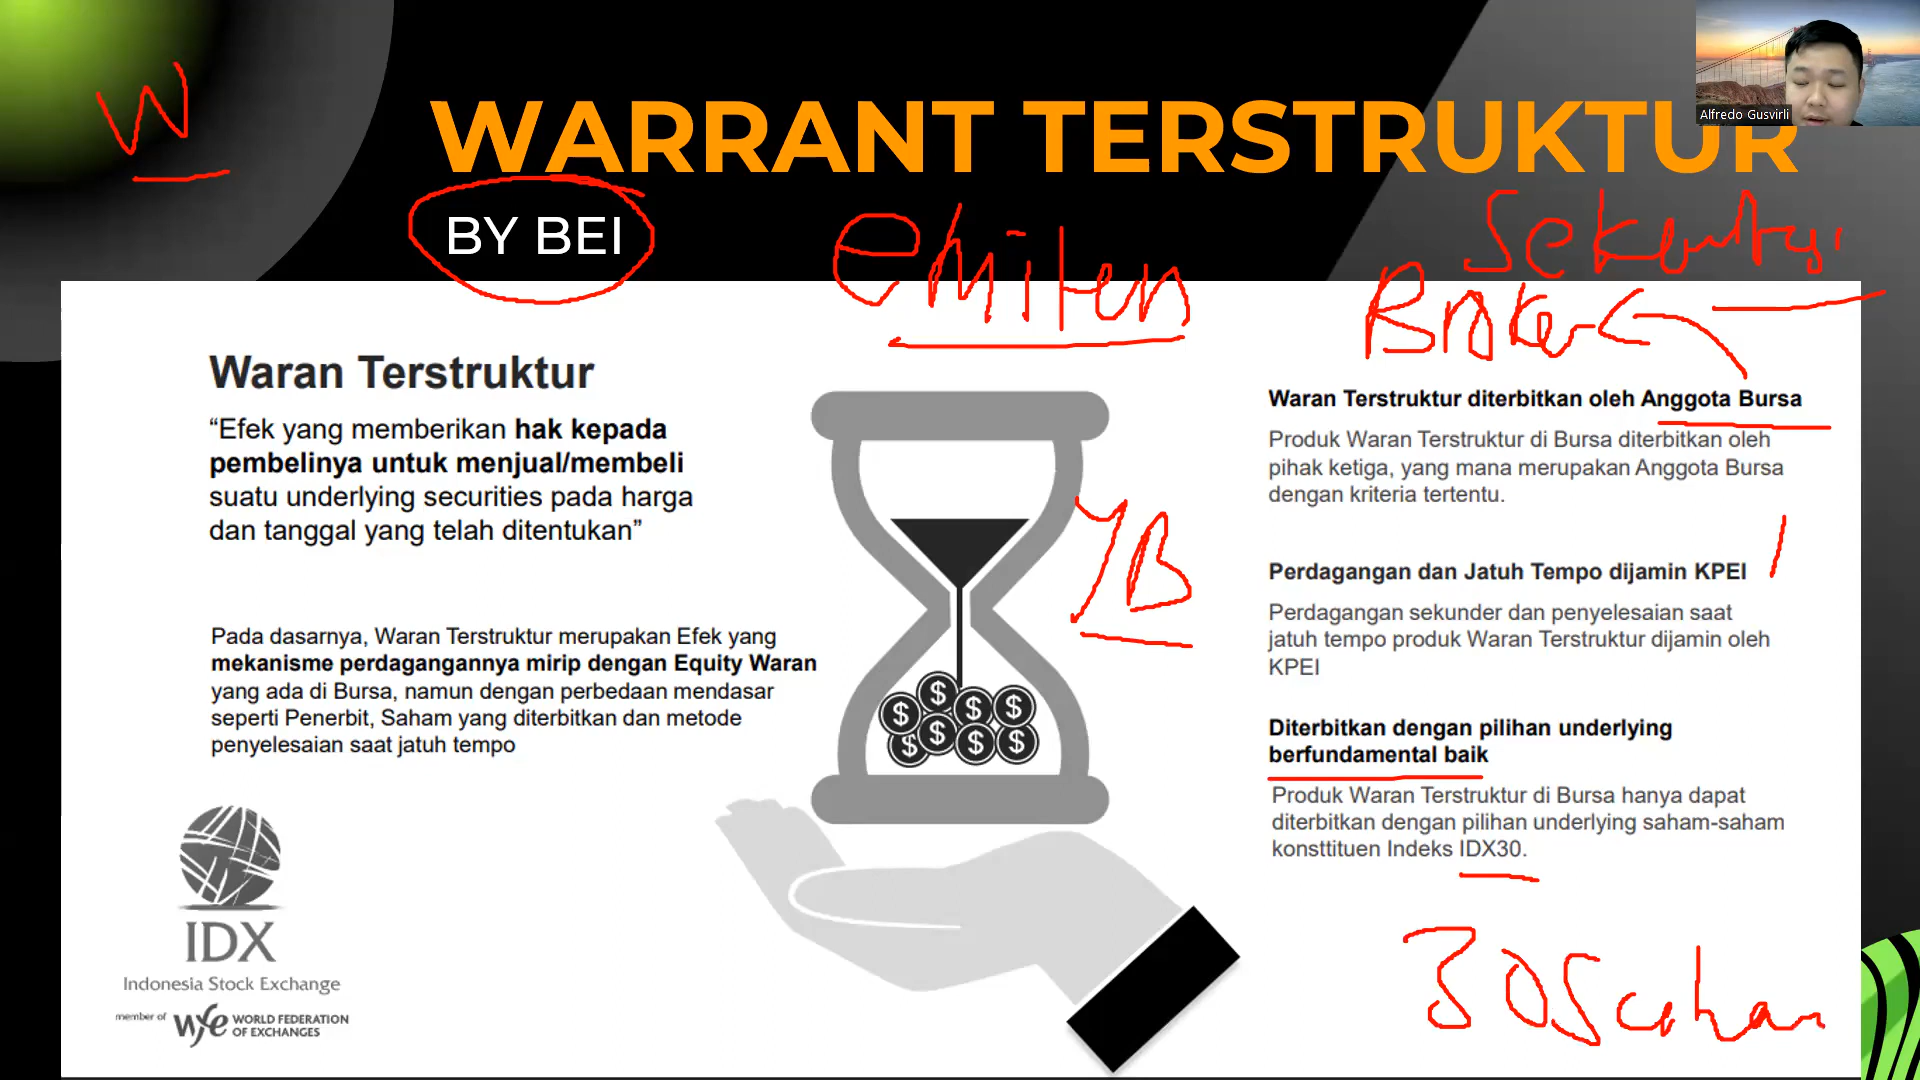 W
Alfredo Gusvirli
WARRANT TERSTRUKTUR
BY BEI
emiten
Sekuritas
Broker
Waran Terstruktur
“Efek yang memberikan hak kepada
pembelinya untuk menjual/membeli
suatu underlying securities pada harga
dan tanggal yang telah ditentukan”
Pada dasarnya, Waran Terstruktur merupakan Efek yang
mekanisme perdagangannya mirip dengan Equity Waran
yang ada di Bursa, namun dengan perbedaan mendasar
seperti Penerbit, Saham yang diterbitkan dan metode
penyelesaian saat jatuh tempo
IDX
Indonesia Stock Exchange
member of
wfe WORLD FEDERATION
OF EXCHANGES
$ $ $ $
$ $ $ $
YB
Waran Terstruktur diterbitkan oleh Anggota Bursa
Produk Waran Terstruktur di Bursa diterbitkan oleh
pihak ketiga, yang mana merupakan Anggota Bursa
dengan kriteria tertentu.
Perdagangan dan Jatuh Tempo dijamin KPEI
Perdagangan sekunder dan penyelesaian saat
jatuh tempo produk Waran Terstruktur dijamin oleh
KPEI
Diterbitkan dengan pilihan underlying
berfundamental baik
Produk Waran Terstruktur di Bursa hanya dapat
diterbitkan dengan pilihan underlying saham-saham
konsttituen Indeks IDX30.
30 Saham